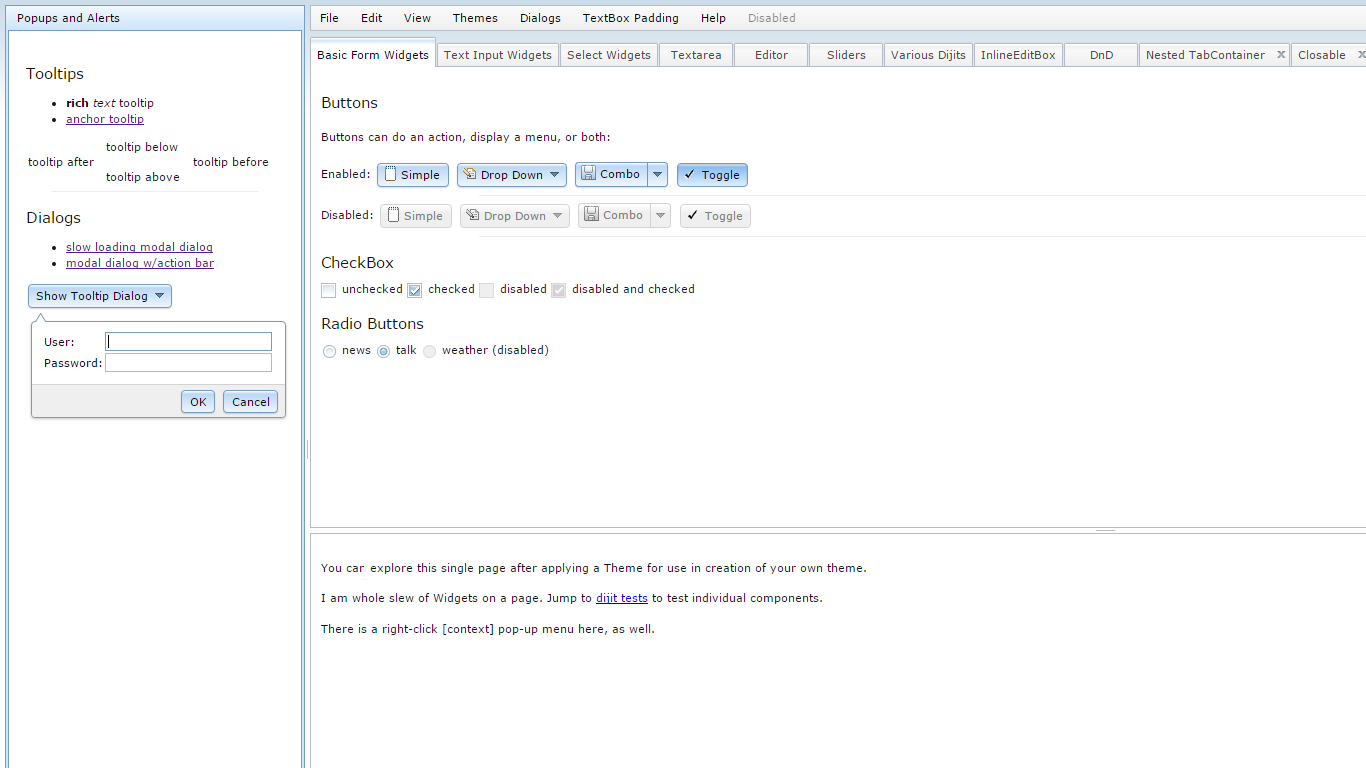 Popups and Alerts
Tooltips
rich text tooltip
anchor tooltip
tooltip below
tooltip after
tooltip before
tooltip above
Dialogs
slow loading modal dialog
modal dialog w/action bar
Show Tooltip Dialog
User:
Password:
OK Cancel
File Edit View Themes Dialogs TextBox Padding Help Disabled
Basic Form Widgets Text Input Widgets Select Widgets Textarea Editor Sliders Various Dijits InlineEditBox DnD Nested TabContainer Closable
Buttons
Buttons can do an action, display a menu, or both:
Enabled: Simple Drop Down Combo Toggle
Disabled: Simple Drop Down Combo Toggle
CheckBox
unchecked checked disabled disabled and checked
Radio Buttons
news talk weather (disabled)
You can explore this single page after applying a Theme for use in creation of your own theme.
I am whole slew of Widgets on a page. Jump to dijit tests to test individual components.
There is a right-click [context] pop-up menu here, as well.